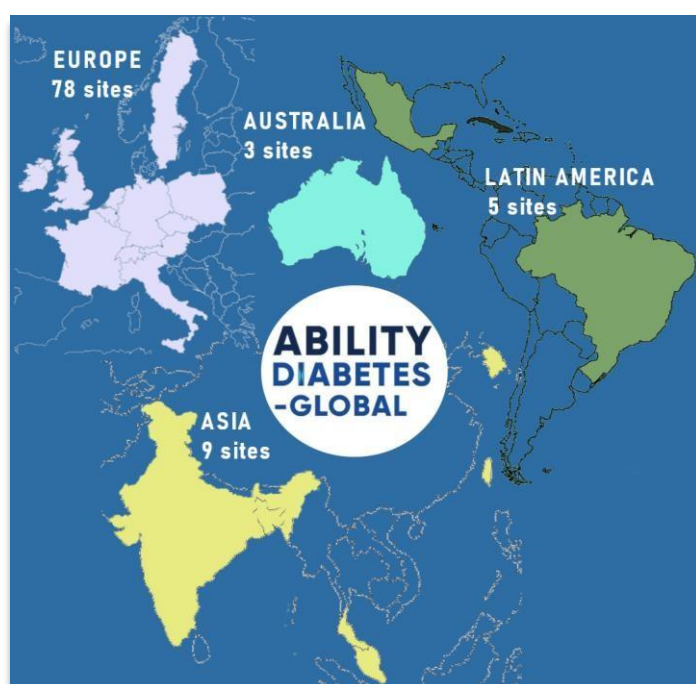 EUROPE
78 sites
AUSTRALIA
3 sites
LATIN AMERICA
5 sites
ABILITY
DIABETES
-GLOBAL
ASIA
9 sites